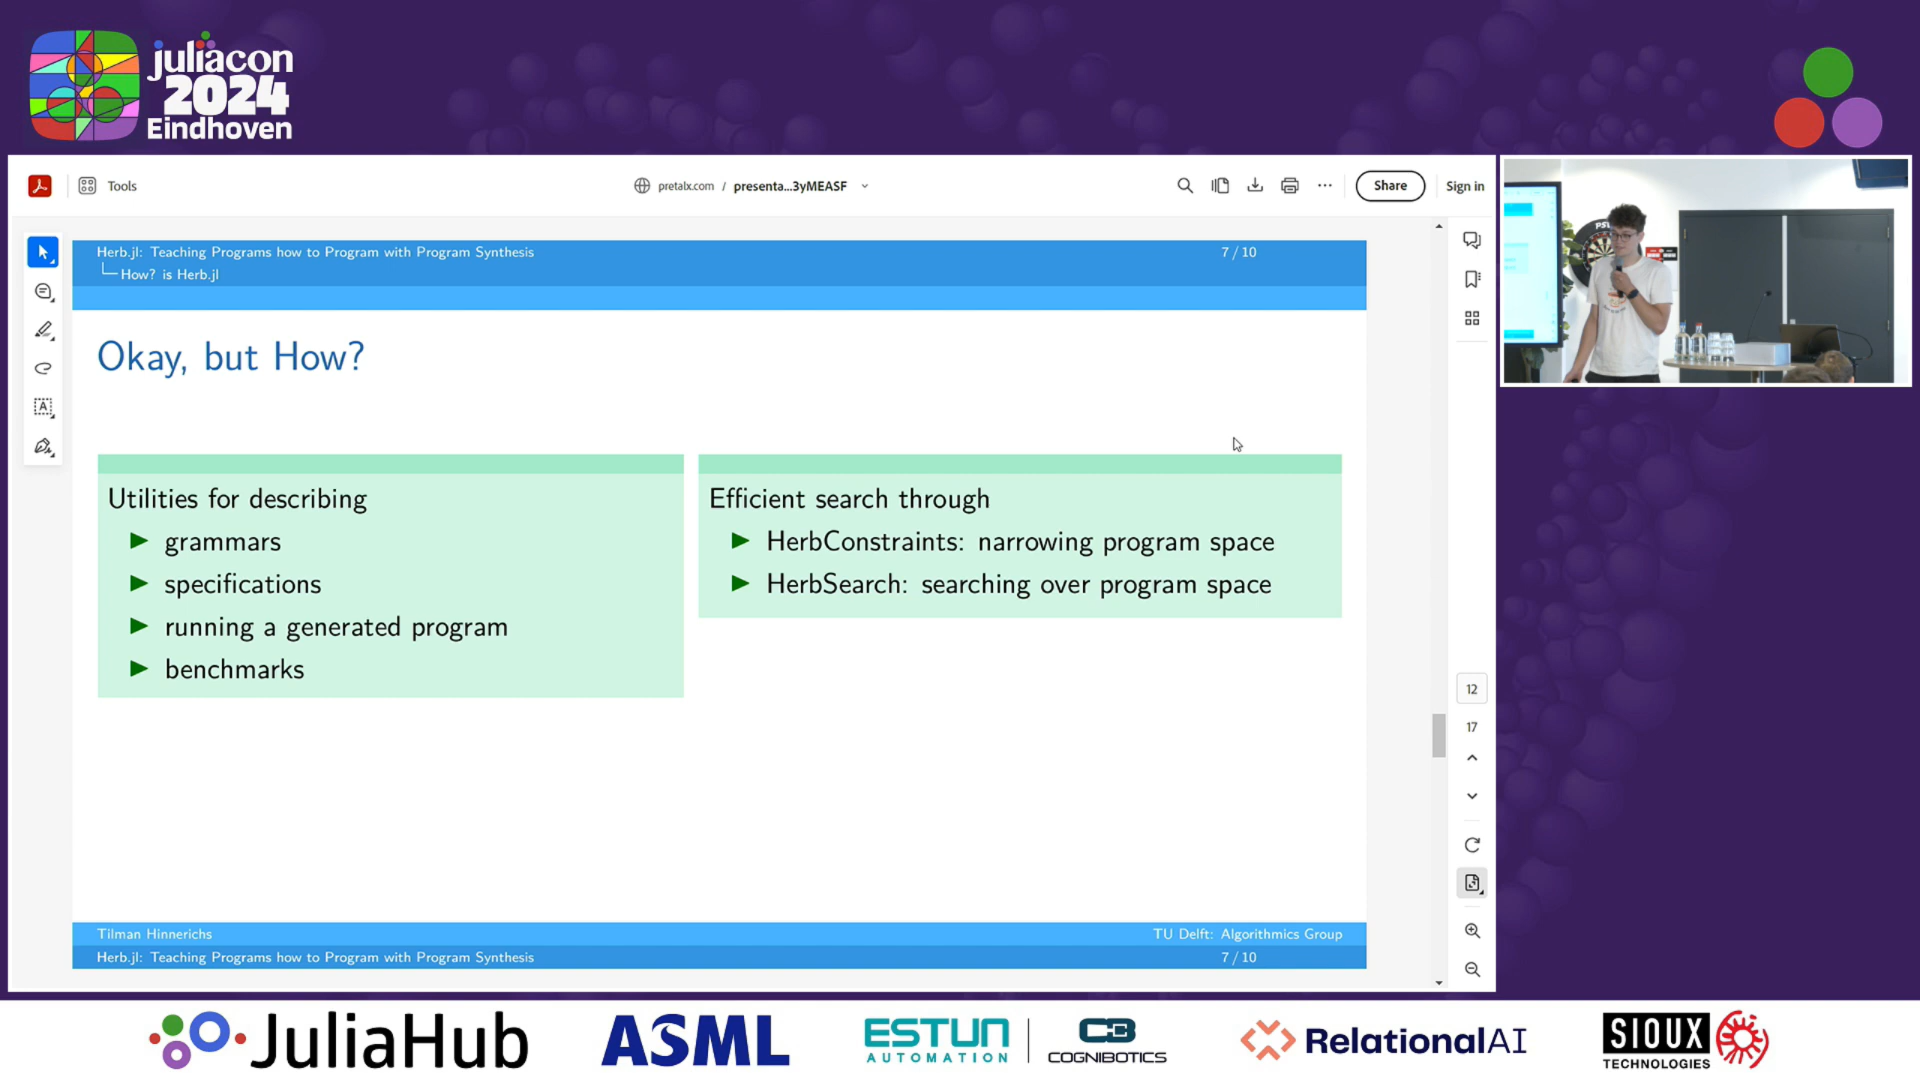 juliacon
2024
Eindhoven
Tools
pretalx.com / presenta...3yMEASF
Share
Sign in
Herb.jl: Teaching Programs how to Program with Program Synthesis
7 / 10
How? is Herb.jl
Okay, but How?
Utilities for describing
grammars
specifications
running a generated program
benchmarks
Efficient search through
HerbConstraints: narrowing program space
HerbSearch: searching over program space
12
17
Tilman Hinnerichs
TU Delft: Algorithmics Group
Herb.jl: Teaching Programs how to Program with Program Synthesis
7 / 10
JuliaHub
ASML
ESTUN
AUTOMATION
COGNIBOTICS
RelationalAI
SIOUX
TECHNOLOGIES